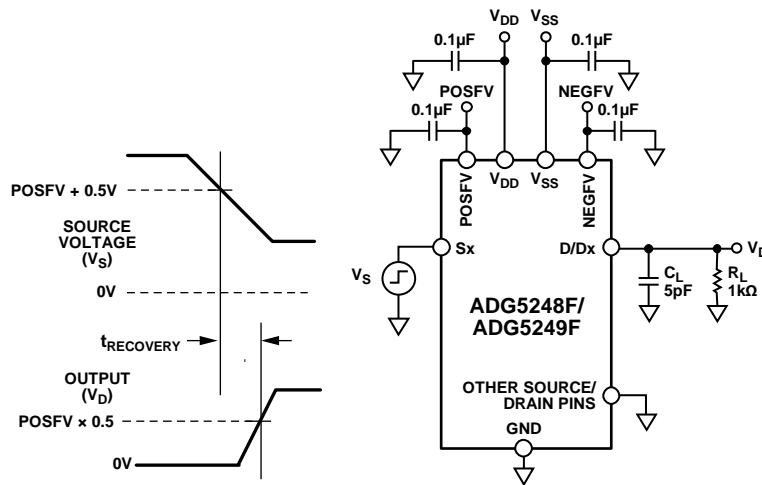 POSFV + 0.5V
SOURCE
VOLTAGE
(VS)
0V
tRECOVERY
OUTPUT
(VD)
POSFV × 0.5
0V
VDD
VSS
0.1µF
0.1µF
POSFV
NEGFV
0.1µF
0.1µF
POSFV
VDD
VSS
NEGFV
Sx
D/Dx
VD
VS
CL
5pF
RL
1kΩ
ADG5248F/
ADG5249F
OTHER SOURCE/
DRAIN PINS
GND